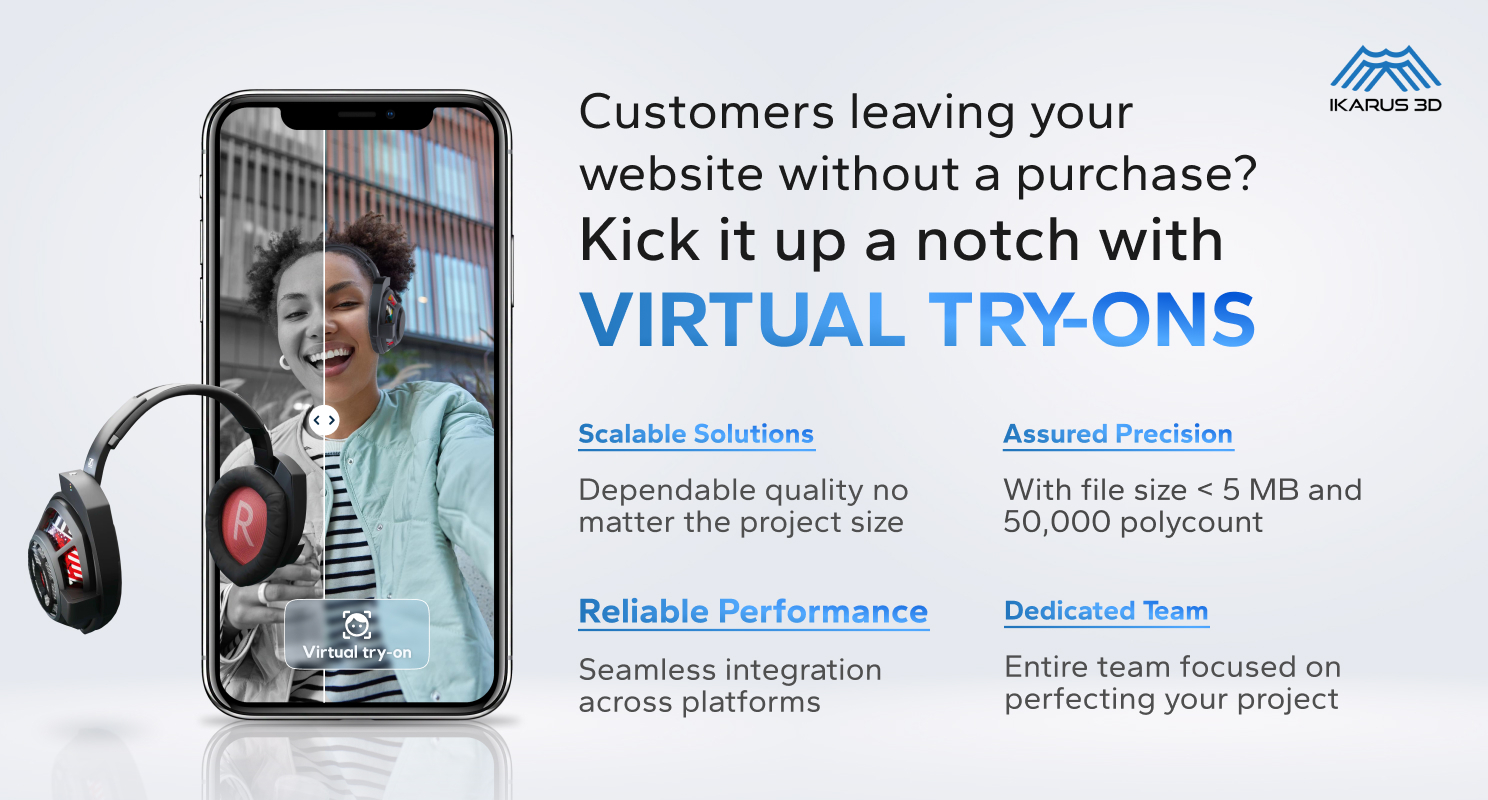 IKARUS 3D
Customers leaving your
website without a purchase?
Kick it up a notch with
VIRTUAL TRY-ONS
Scalable Solutions
Dependable quality no
matter the project size
Assured Precision
With file size < 5 MB and
50,000 polycount
Reliable Performance
Seamless integration
across platforms
Dedicated Team
Entire team focused on
perfecting your project
R
Virtual try-on